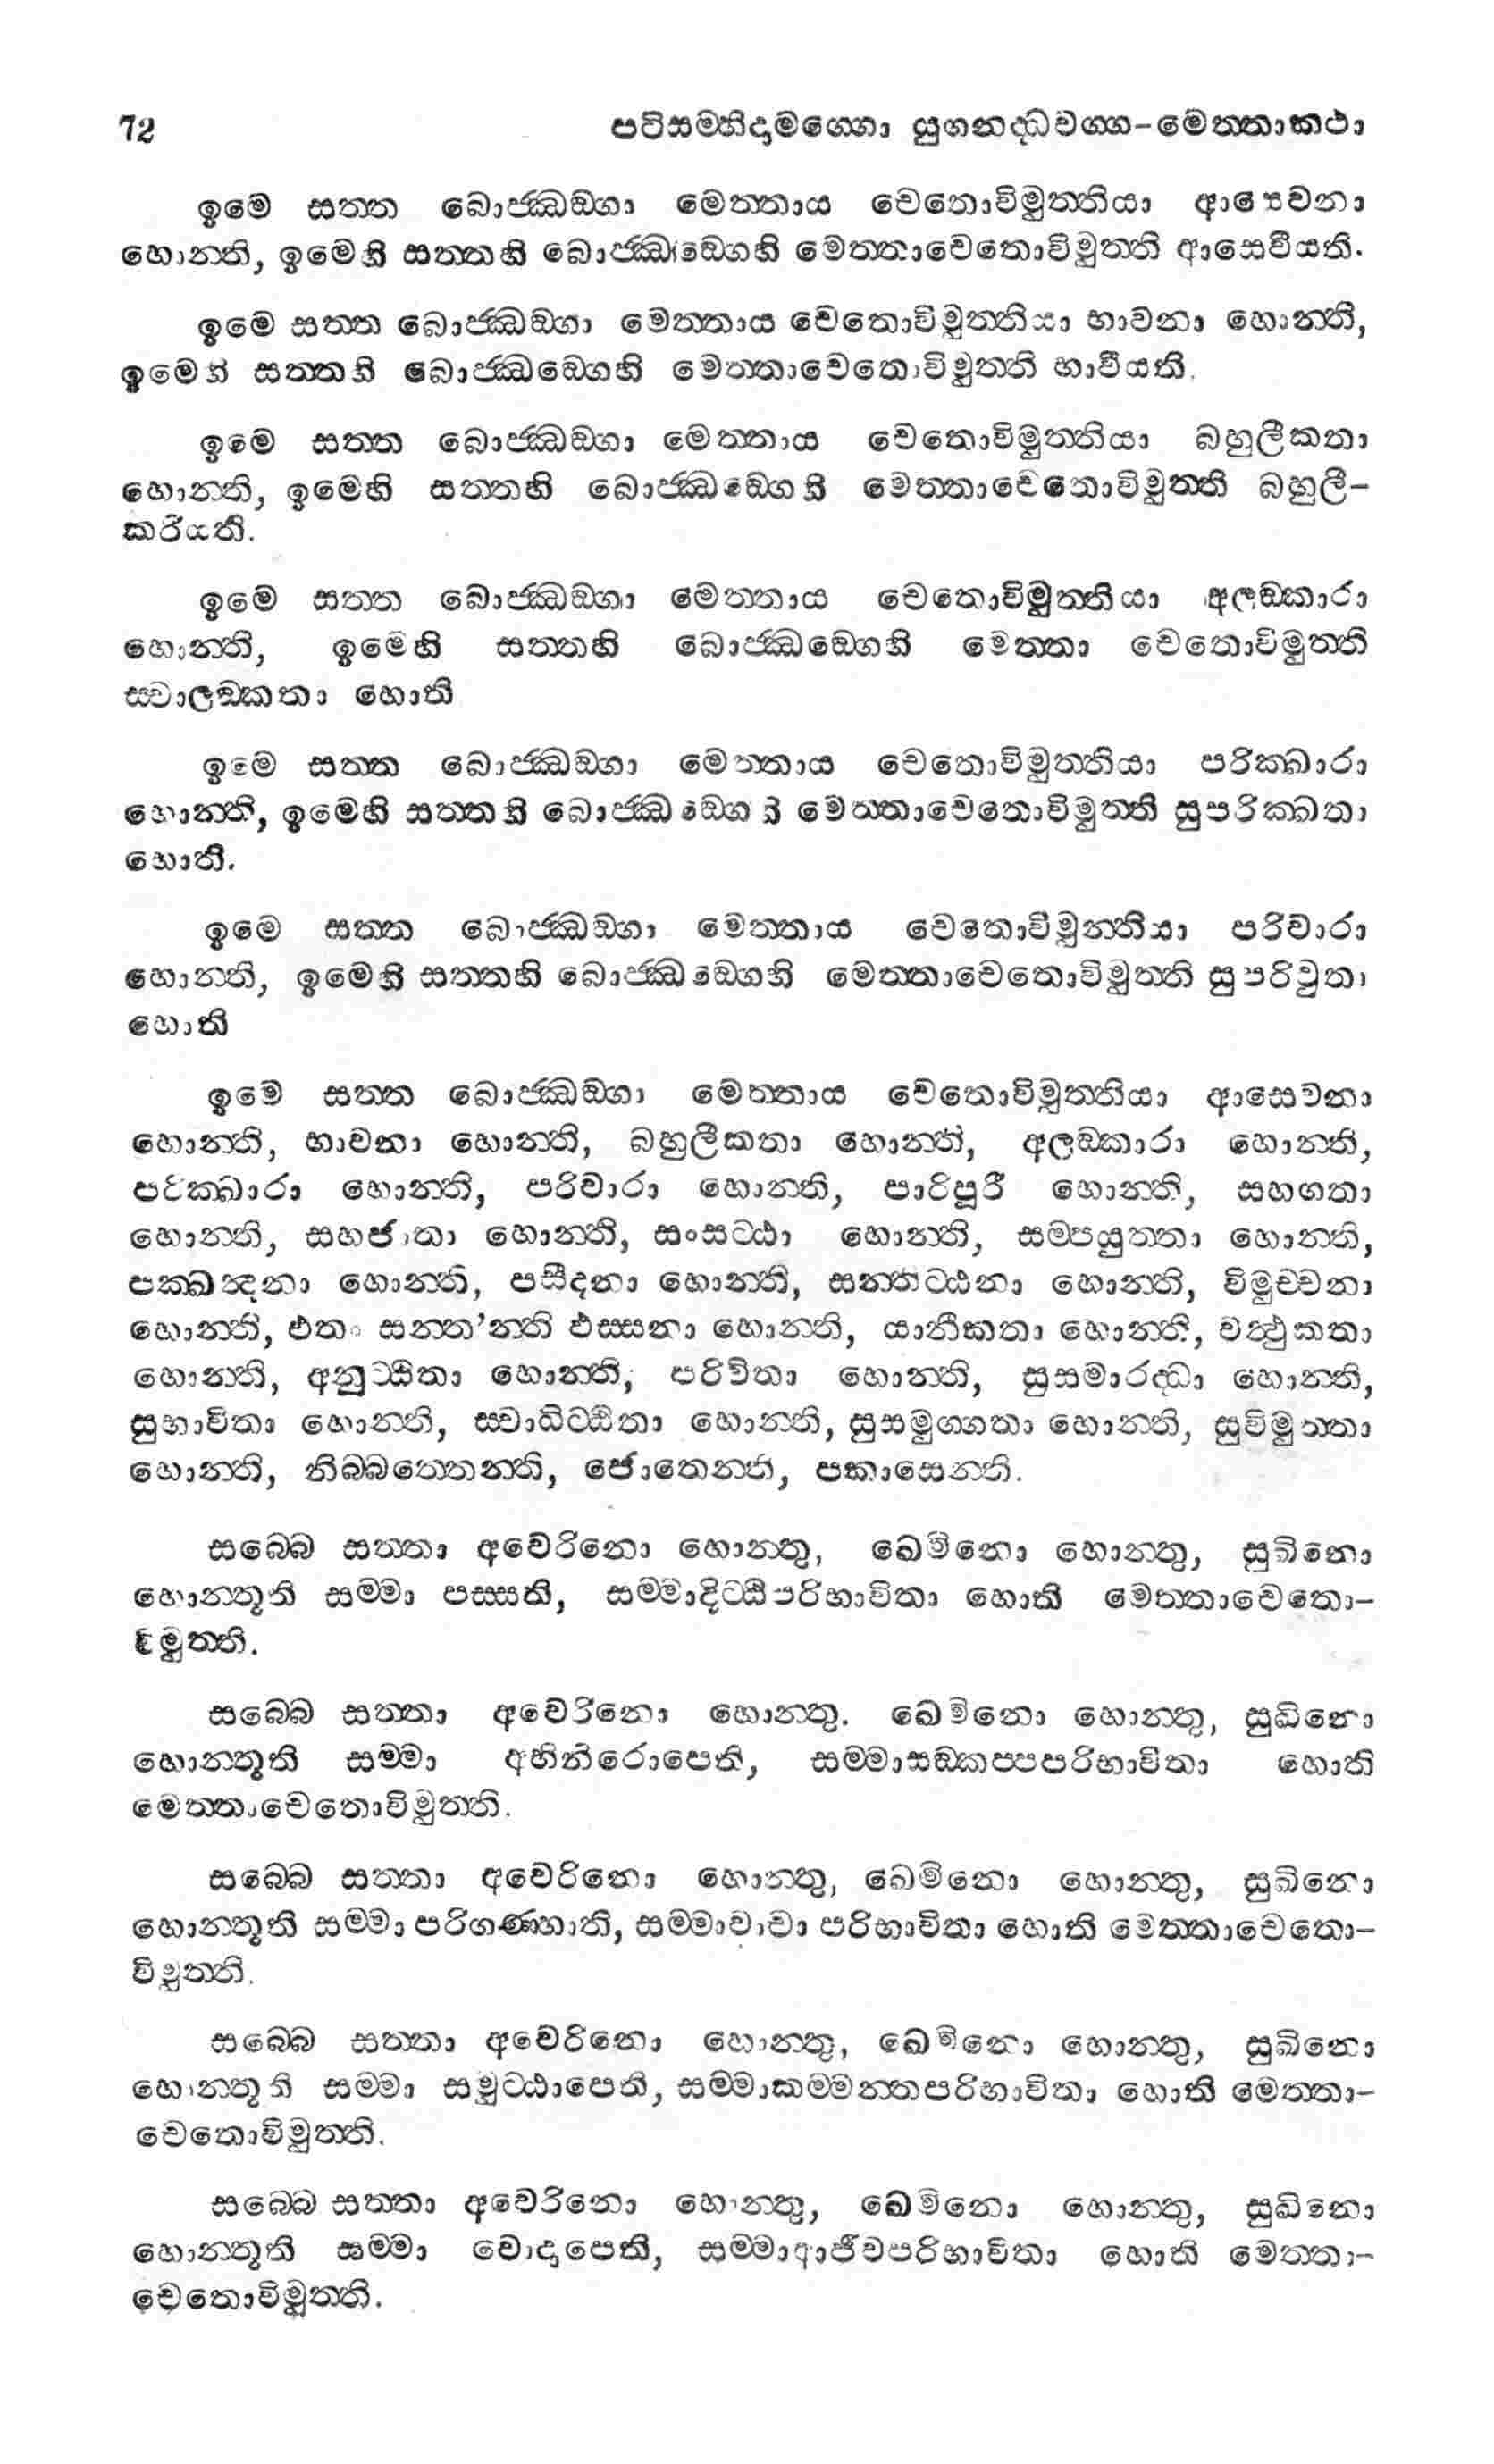 72 පටිසම්භිදාමග්ගො යුගනද්ධවග්ග-මෙත්තාකථා
ඉමෙ සත්ත බොජ්ඣඞ්ගා මෙත්තාය චෙතොවිමුත්තියා ආසෙවනා
හොන්ති, ඉමෙහි සත්තහි බොජ්ඣඞ්ගෙහි මෙත්තාචෙතොවිමුත්ති ආසෙවීයති.
ඉමෙ සත්ත බොජ්ඣඞ්ගා මෙත්තාය චෙතොවිමුත්තියා භාවනා හොන්ති,
ඉමෙහි සත්තහි බොජ්ඣඞ්ගෙහි මෙත්තාචෙතොවිමුත්ති භාවීයති.
ඉමෙ සත්ත බොජ්ඣඞ්ගා මෙත්තාය චෙතොවිමුත්තියා බහුලීකතා
හොන්ති, ඉමෙහි සත්තහි බොජ්ඣඞ්ගෙහි මෙත්තාචෙතොවිමුත්ති බහුලී-
කරීයති.
ඉමෙ සත්ත බොජ්ඣඞ්ගා මෙත්තාය චෙතොවිමුත්තියා අලඞ්කාරා
හොන්ති, ඉමෙහි සත්තහි බොජ්ඣඞ්ගෙහි මෙත්තා චෙතොවිමුත්ති
ස්වාලඞ්කතා හොති
ඉමෙ සත්ත බොජ්ඣඞ්ගා මෙත්තාය චෙතොවිමුත්තියා පරික්ඛාරා
හොන්ති, ඉමෙහි සත්තහි බොජ්ඣඞ්ගෙහි මෙත්තාචෙතොවිමුත්ති සුපරික්ඛතා
හොති.
ඉමෙ සත්ත බොජ්ඣඞ්ගා මෙත්තාය චෙතොවිමුත්තියා පරිවාරා
හොන්ති, ඉමෙහි සත්තහි බොජ්ඣඞ්ගෙහි මෙත්තාචෙතොවිමුත්ති සුපරිවුතා
හොති
ඉමෙ සත්ත බොජ්ඣඞ්ගා මෙත්තාය චෙතොවිමුත්තියා ආසෙවනා
හොන්ති, භාවනා හොන්ති, බහුලීකතා හොන්ති, අලඞ්කාරා හොන්ති,
පරික්ඛාරා හොන්ති, පරිවාරා හොන්ති, පාරිපූරී හොන්ති, සහගතා
හොන්ති, සහජාතා හොන්ති, සංසට්ඨා හොන්ති, සම්පයුත්තා හොන්ති,
පක්ඛන්දනා හොන්ති, පසීදනා හොන්ති, සන්තිට්ඨනා හොන්ති, විමුච්චනා
හොන්ති, එතං සන්ත'න්ති ඵස්සනා හොන්ති, යානීකතා හොන්ති, වත්ථුකතා
හොන්ති, අනුට්ඨිතා හොන්ති, පරිචිතා හොන්ති, සුසමාරද්ධා හොන්ති,
සුභාවිතා හොන්ති, ස්වාධිට්ඨිතා හොන්ති, සුසමුග්ගතා හොන්ති, සුවිමුත්තා
හොන්ති, නිබ්බත්තෙන්ති, ජොතෙන්ති, පකාසෙන්ති.
සබ්බෙ සත්තා අවෙරිනො හොන්තු, ඛෙමිනො හොන්තු, සුඛිනො
හොන්තූති සම්මා පස්සති, සම්මාදිට්ඨිපරිභාවිතා හොති මෙත්තාචෙතො-
විමුත්ති.
සබ්බෙ සත්තා අවෙරිනො හොන්තු. ඛෙමිනො හොන්තු, සුඛිනො
හොන්තූති සම්මා අභිනිරොපෙති, සම්මාසඞ්කප්පපරිභාවිතා හොති
මෙත්තාචෙතොවිමුත්ති.
සබ්බෙ සත්තා අවෙරිනො හොන්තු, ඛෙමිනො හොන්තු, සුඛිනො
හොන්තූති සම්මා පරිගණ්හාති, සම්මාවාචා පරිභාවිතා හොති මෙත්තාචෙතො-
විමුත්ති.
සබ්බෙ සත්තා අවෙරිනො හොන්තු, ඛෙමිනො හොන්තු, සුඛිනො
හොන්තූති සම්මා සමුට්ඨාපෙති, සම්මාකම්මන්තපරිභාවිතා හොති මෙත්තා-
චෙතොවිමුත්ති.
සබ්බෙ සත්තා අවෙරිනො හොන්තු, ඛෙමිනො හොන්තු, සුඛිනො
හොන්තූති සම්මා වොදාපෙති, සම්මාආජීවපරිභාවිතා හොති මෙත්තා-
චෙතොවිමුත්ති.